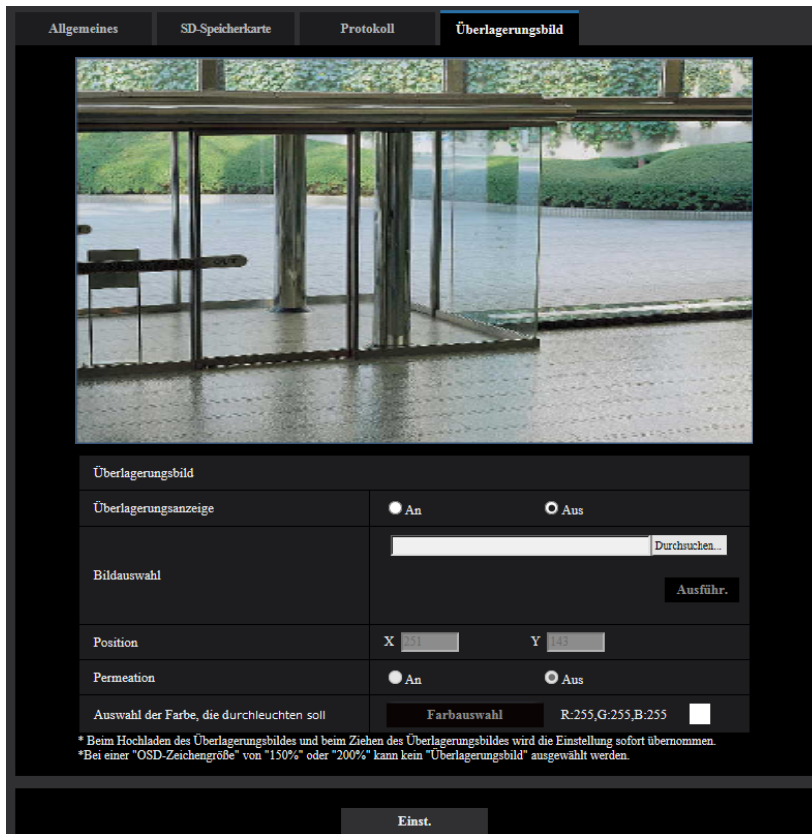 Allgemeines SD-Speicherkarte Protokoll Überlagerungsbild
Überlagerungsbild
Überlagerungsanzeige An Aus
Durchsuchen...
Bildauswahl
Ausführ.
Position X 251 Y 143
Permeation An Aus
Auswahl der Farbe, die durchleuchten soll Farbauswahl R:255,G:255,B:255
* Beim Hochladen des Überlagerungsbildes und beim Ziehen des Überlagerungsbildes wird die Einstellung sofort übernommen.
*Bei einer "OSD-Zeichengröße" von "150%" oder "200%" kann kein "Überlagerungsbild" ausgewählt werden.
Einst.